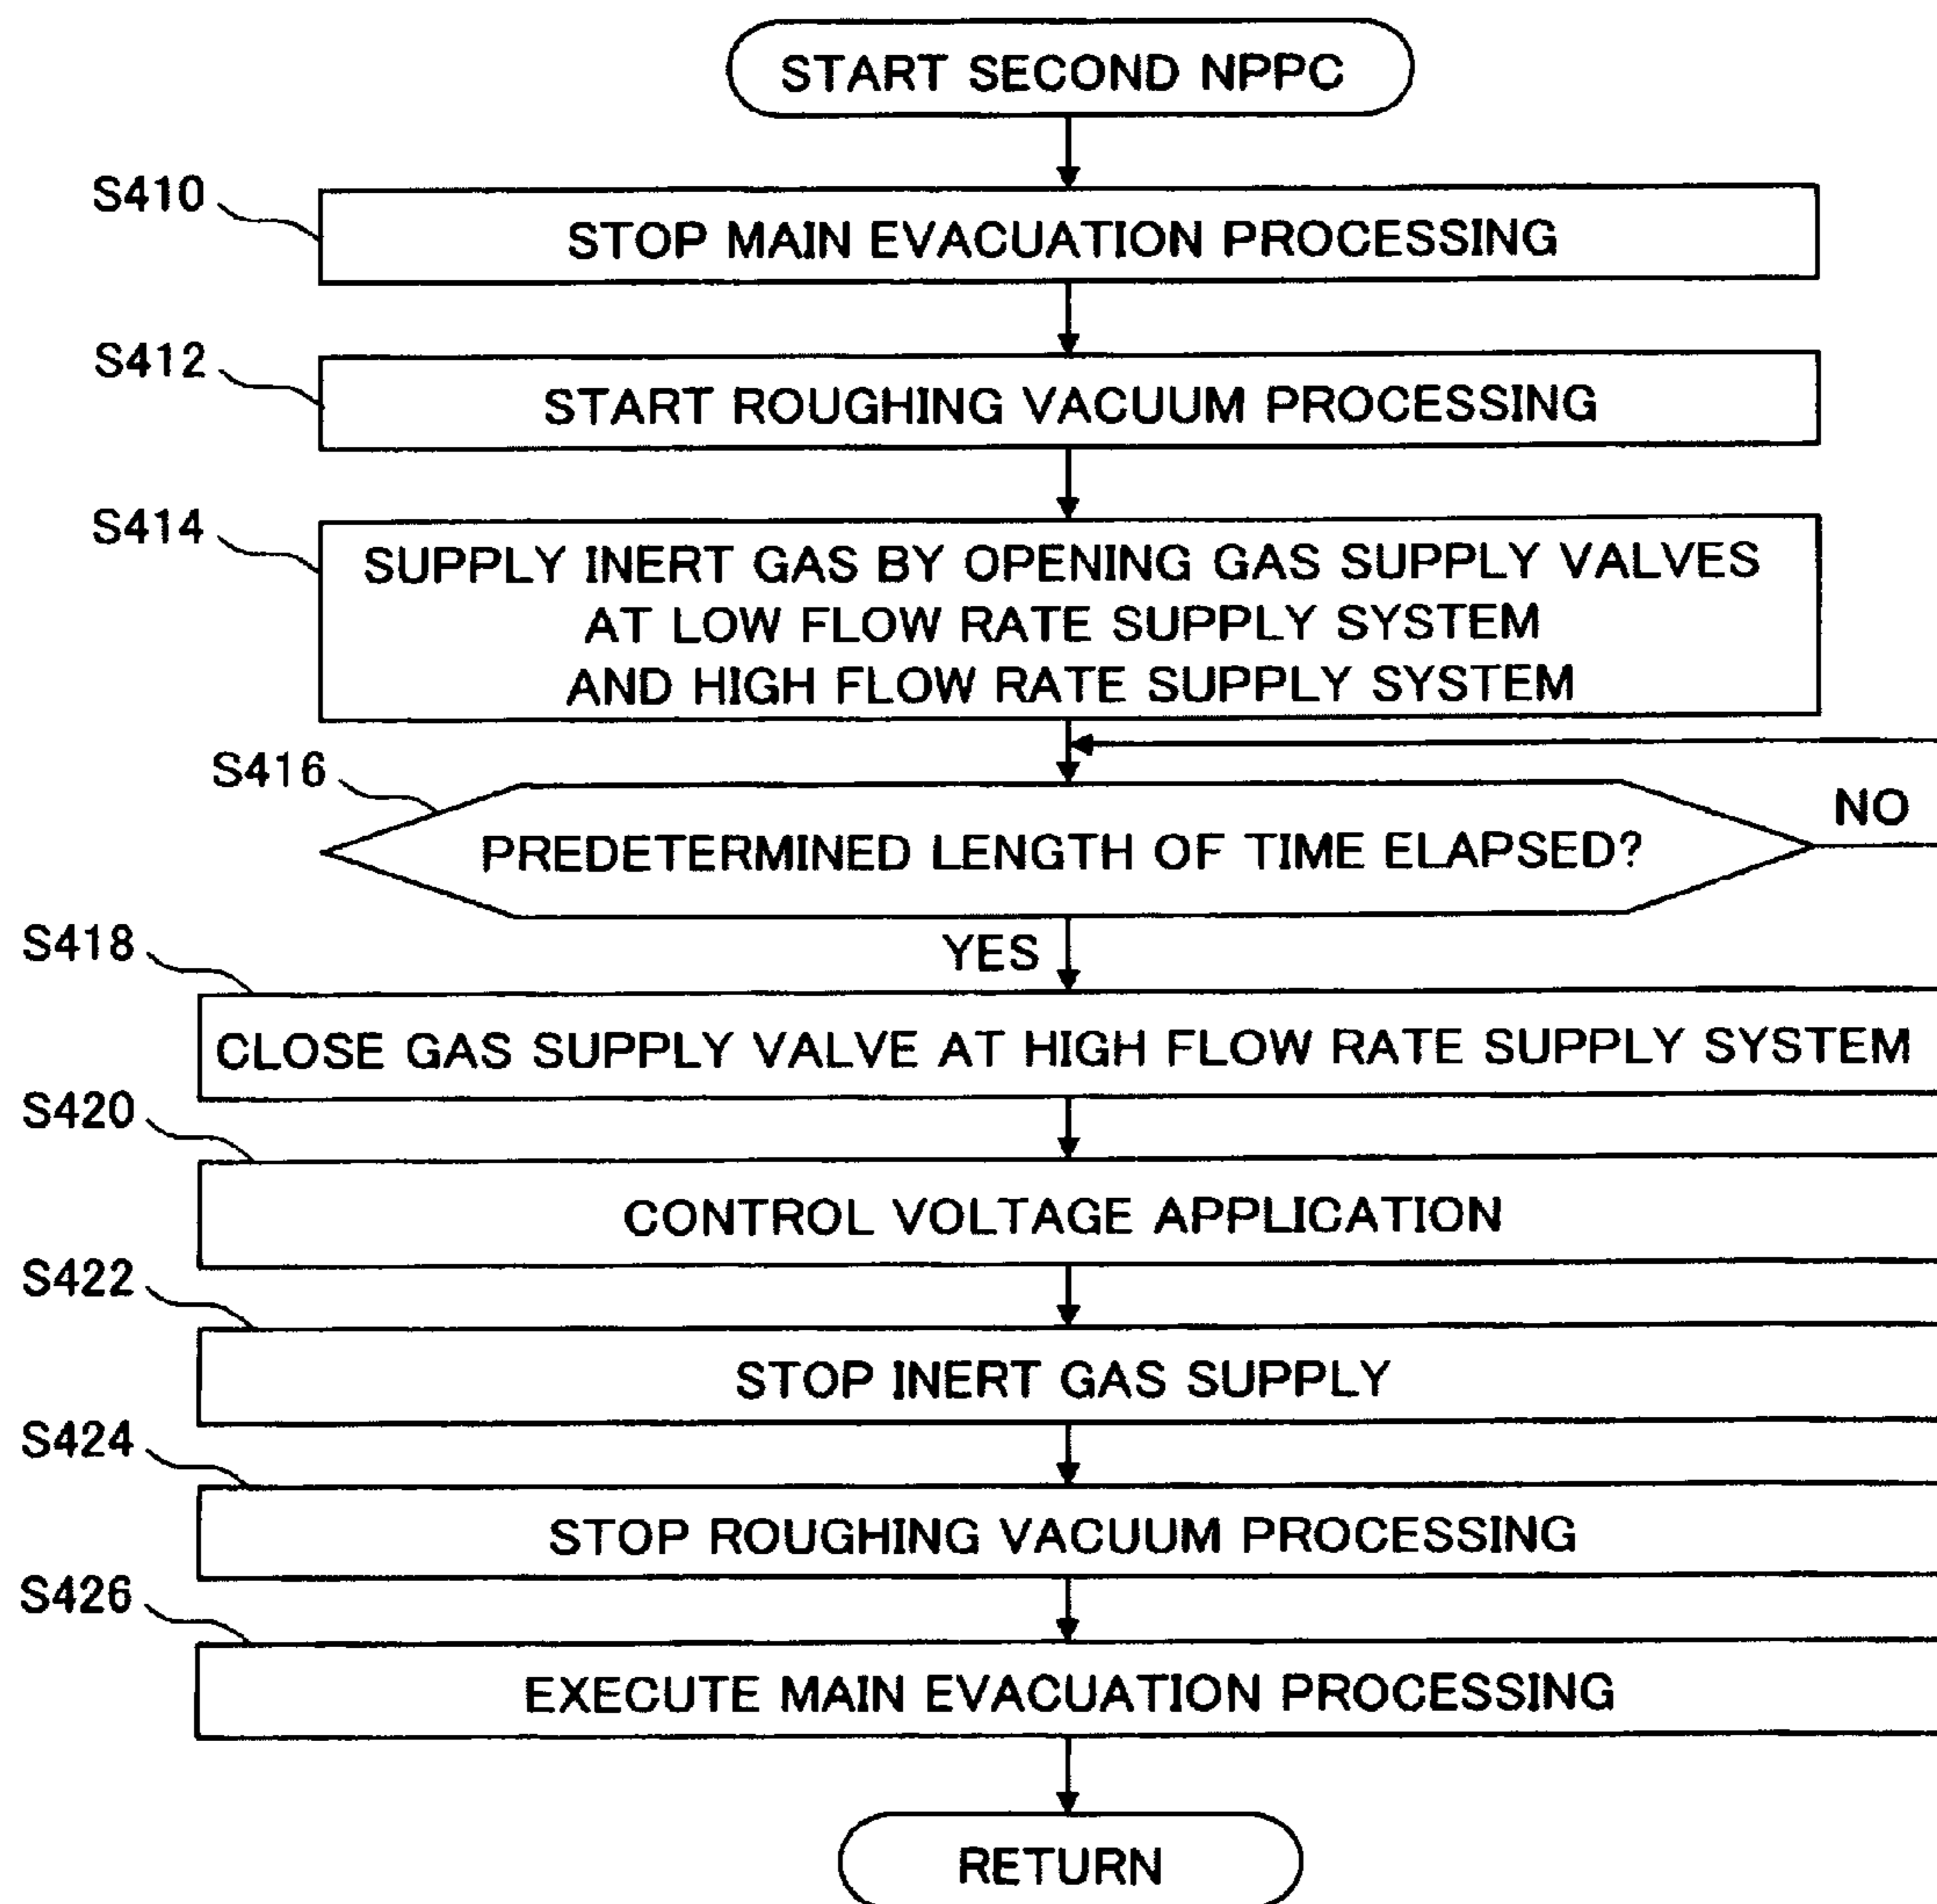 START SECOND NPPC
S410
STOP MAIN EVACUATION PROCESSING
S412
START ROUGHING VACUUM PROCESSING
S414
SUPPLY INERT GAS BY OPENING GAS SUPPLY VALVES
AT LOW FLOW RATE SUPPLY SYSTEM
AND HIGH FLOW RATE SUPPLY SYSTEM
S416
NO
PREDETERMINED LENGTH OF TIME ELAPSED?
YES
S418
CLOSE GAS SUPPLY VALVE AT HIGH FLOW RATE SUPPLY SYSTEM
S420
CONTROL VOLTAGE APPLICATION
S422
STOP INERT GAS SUPPLY
S424
STOP ROUGHING VACUUM PROCESSING
S426
EXECUTE MAIN EVACUATION PROCESSING
RETURN